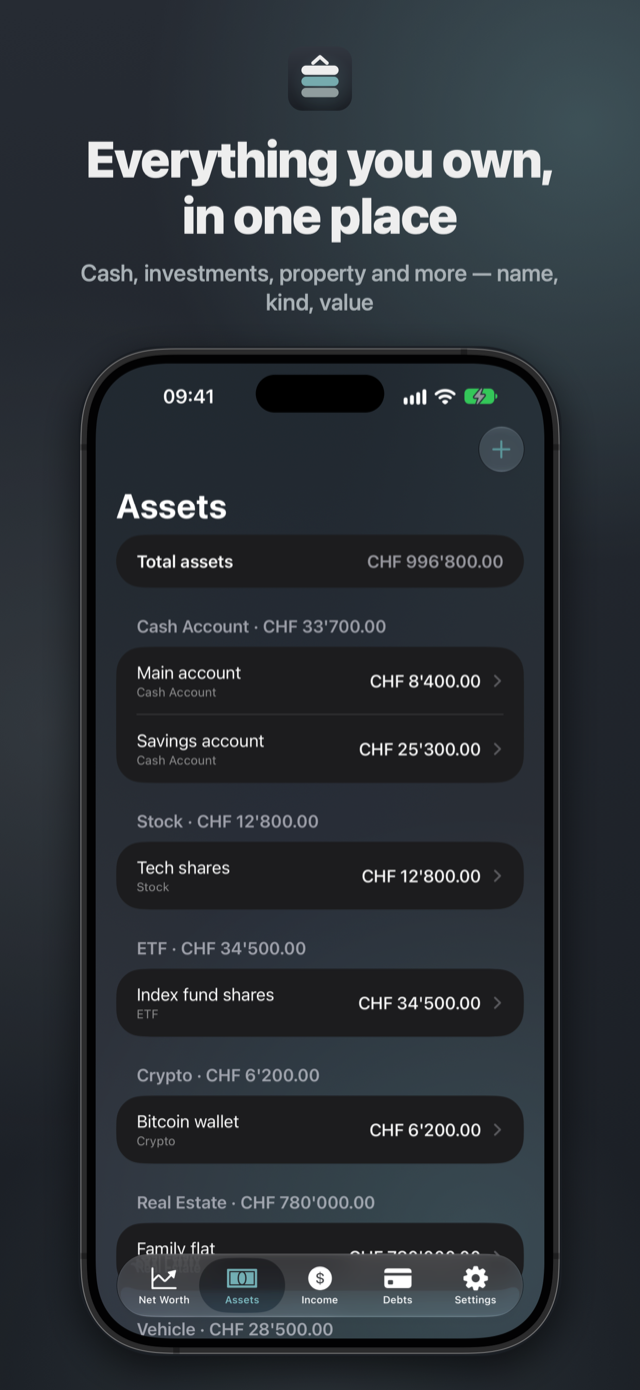 Everything you own,
in one place
Cash, investments, property and more — name,
kind, value
09:41
Assets
Total assets CHF 996'800.00
Cash Account · CHF 33'700.00
Main account CHF 8'400.00
Cash Account
Savings account CHF 25'300.00
Cash Account
Stock · CHF 12'800.00
Tech shares CHF 12'800.00
Stock
ETF · CHF 34'500.00
Index fund shares CHF 34'500.00
ETF
Crypto · CHF 6'200.00
Bitcoin wallet CHF 6'200.00
Crypto
Real Estate · CHF 780'000.00
Family flat
Net Worth Assets Income Debts Settings
Vehicle · CHF 28'500.00